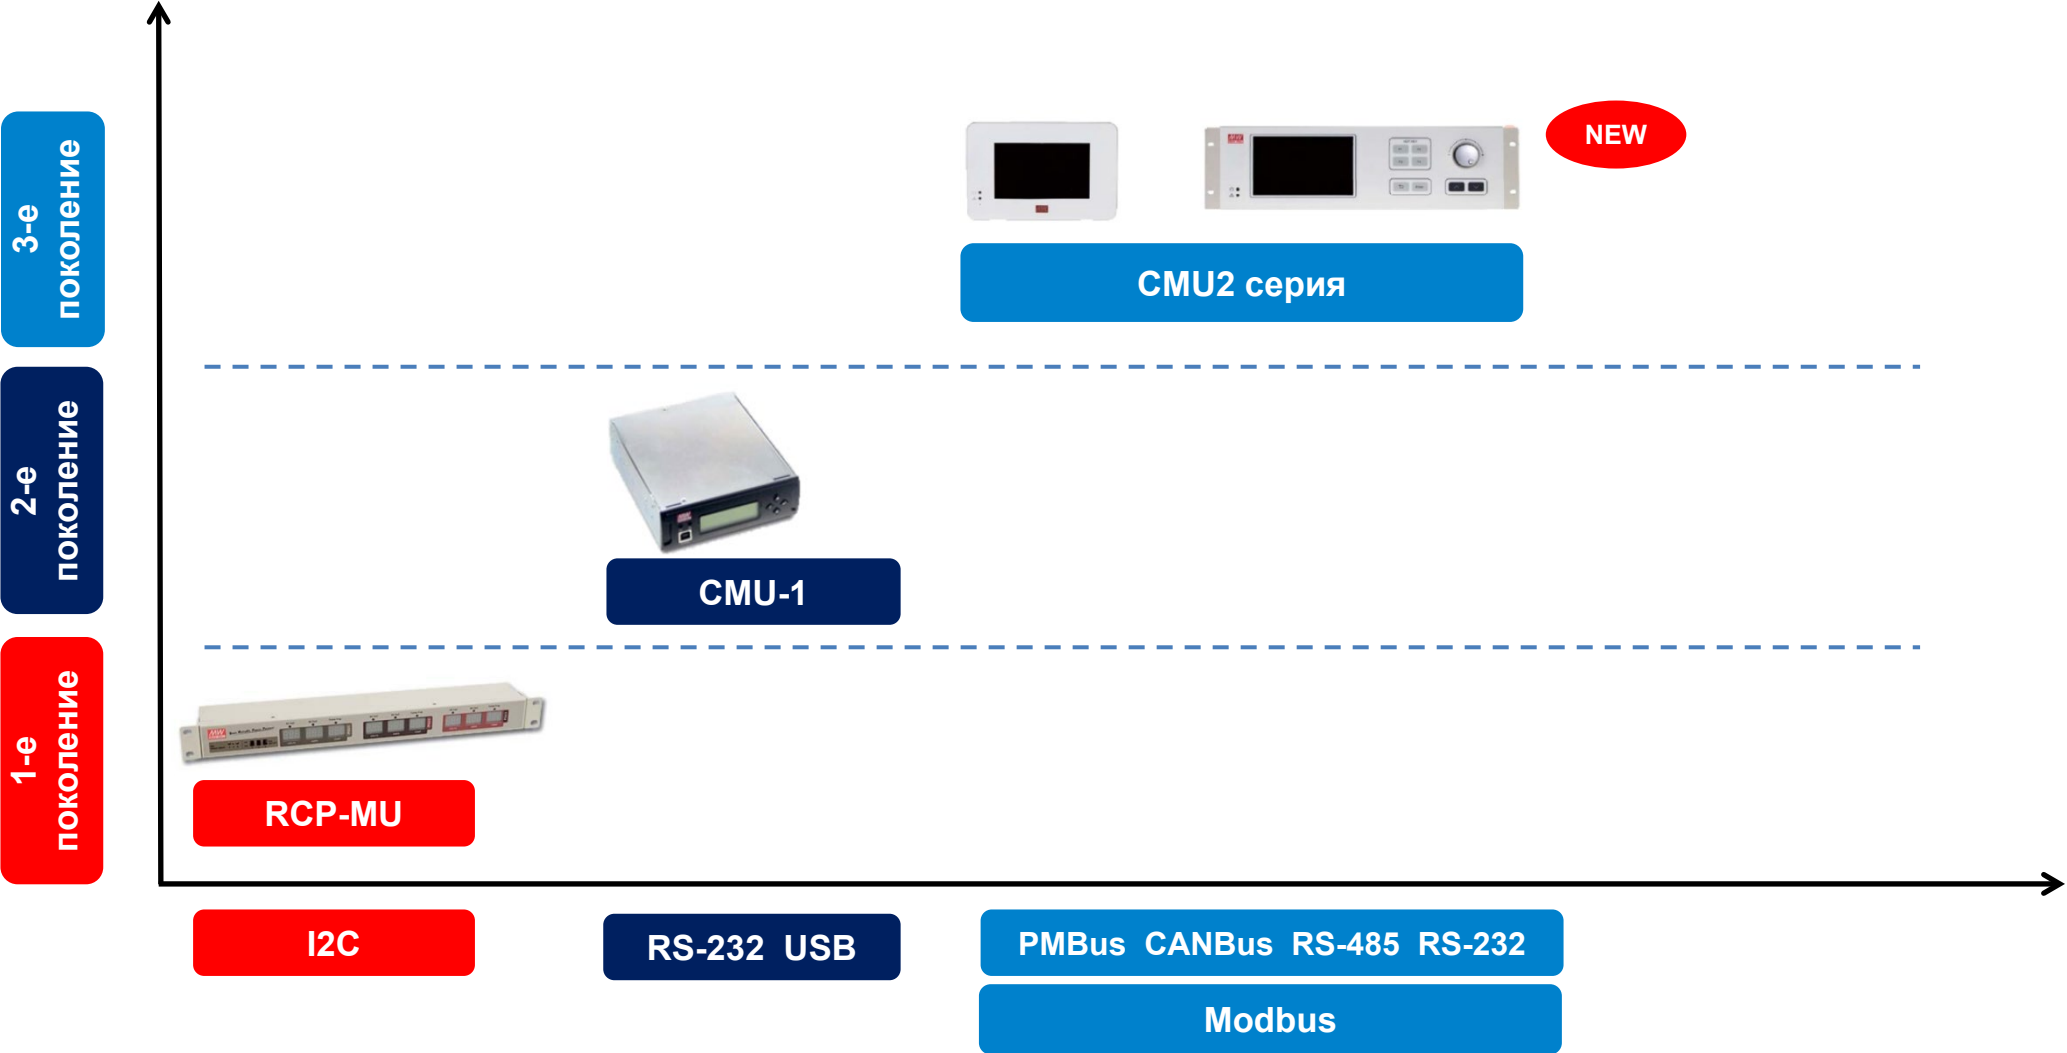 NEW
3-е
поколение
CMU2 серия
2-е
поколение
CMU-1
1-е
поколение
MW
RCP-MU
I2C
RS-232 USB
PMBus CANBus RS-485 RS-232
Modbus